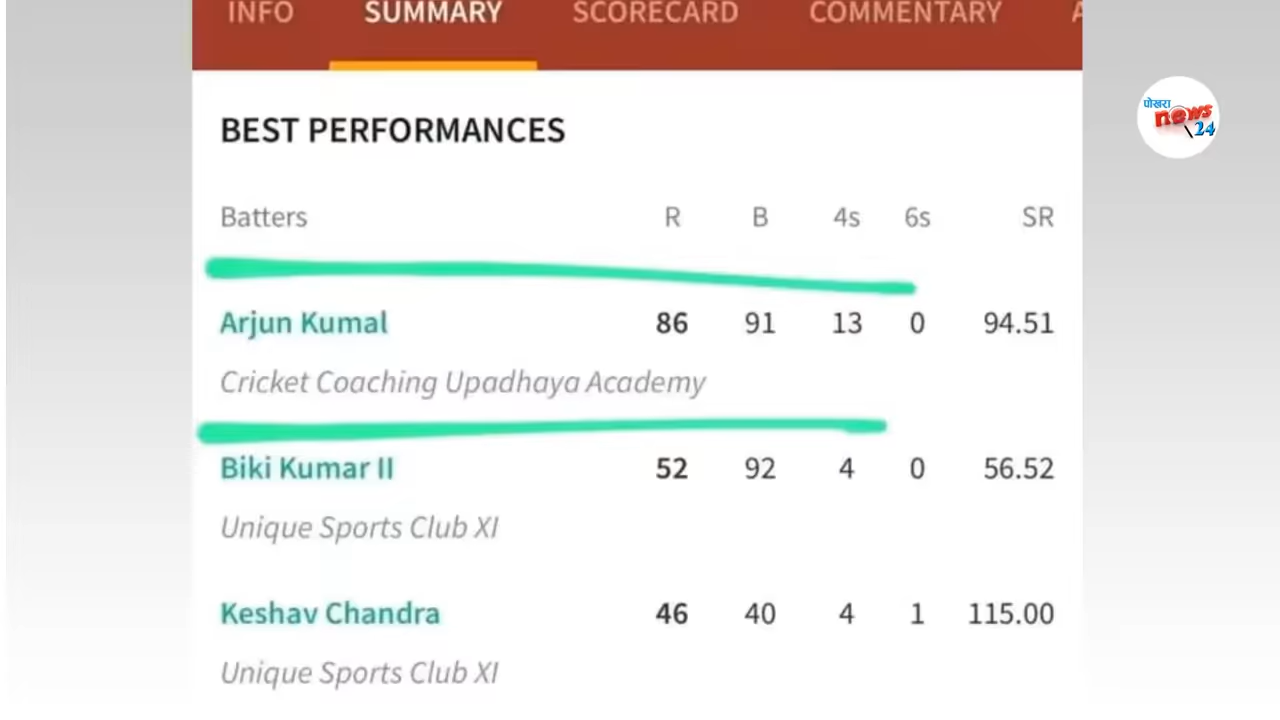 INFO SUMMARY SCORECARD COMMENTARY
पोखरा
news
24
BEST PERFORMANCES
Batters R B 4s 6s SR
Arjun Kumal 86 91 13 0 94.51
Cricket Coaching Upadhaya Academy
Biki Kumar II 52 92 4 0 56.52
Unique Sports Club XI
Keshav Chandra 46 40 4 1 115.00
Unique Sports Club XI